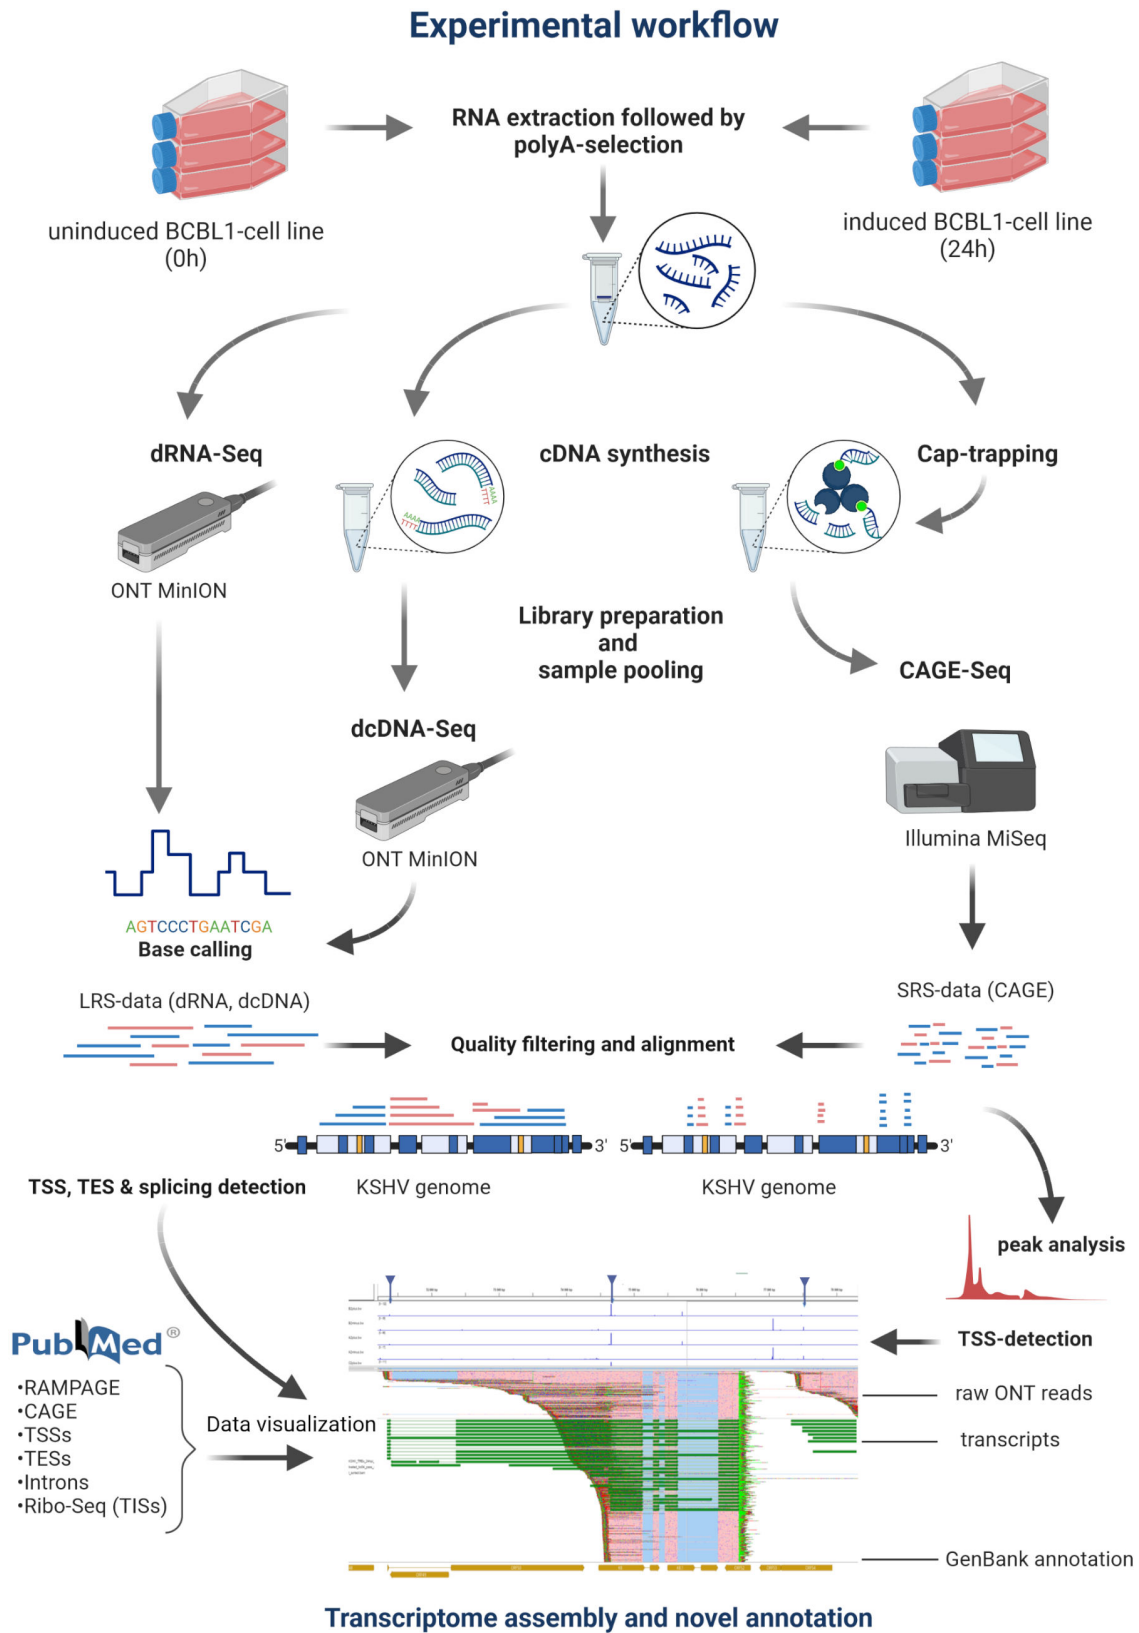 Experimental workflow
RNA extraction followed by
polyA-selection
uninduced BCBL1-cell line
(0h)
induced BCBL1-cell line
(24h)
dRNA-Seq
cDNA synthesis
Cap-trapping
AAAA
TTTT
AAAA
TTTT
ONT MinION
Library preparation
and
sample pooling
CAGE-Seq
dcDNA-Seq
ONT MinION
Illumina MiSeq
AGTCCCTGAATCGA
Base calling
LRS-data (dRNA, dcDNA)
SRS-data (CAGE)
Quality filtering and alignment
5' 3'
5' 3'
KSHV genome
KSHV genome
TSS, TES & splicing detection
peak analysis
TSS-detection
PubMed®
•RAMPAGE
•CAGE
•TSSs
•TESs
•Introns
•Ribo-Seq (TISs)
Data visualization
raw ONT reads
transcripts
GenBank annotation
Transcriptome assembly and novel annotation